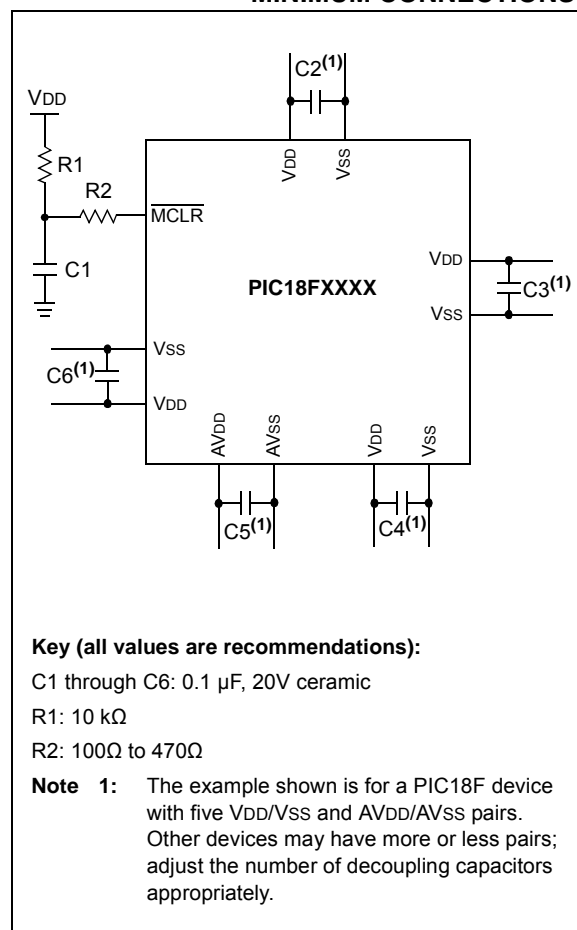 MINIMUM CONNECTIONS
C2(1)
VDD
R1
R2
VDD
VSS
MCLR
C1
PIC18FXXXX
VDD
C3(1)
VSS
VSS
C6(1)
VDD
AVDD
AVSS
VDD
VSS
C5(1)
C4(1)
Key (all values are recommendations):
C1 through C6: 0.1 µF, 20V ceramic
R1: 10 kΩ
R2: 100Ω to 470Ω
Note 1: The example shown is for a PIC18F device
with five VDD/VSS and AVDD/AVSS pairs.
Other devices may have more or less pairs;
adjust the number of decoupling capacitors
appropriately.